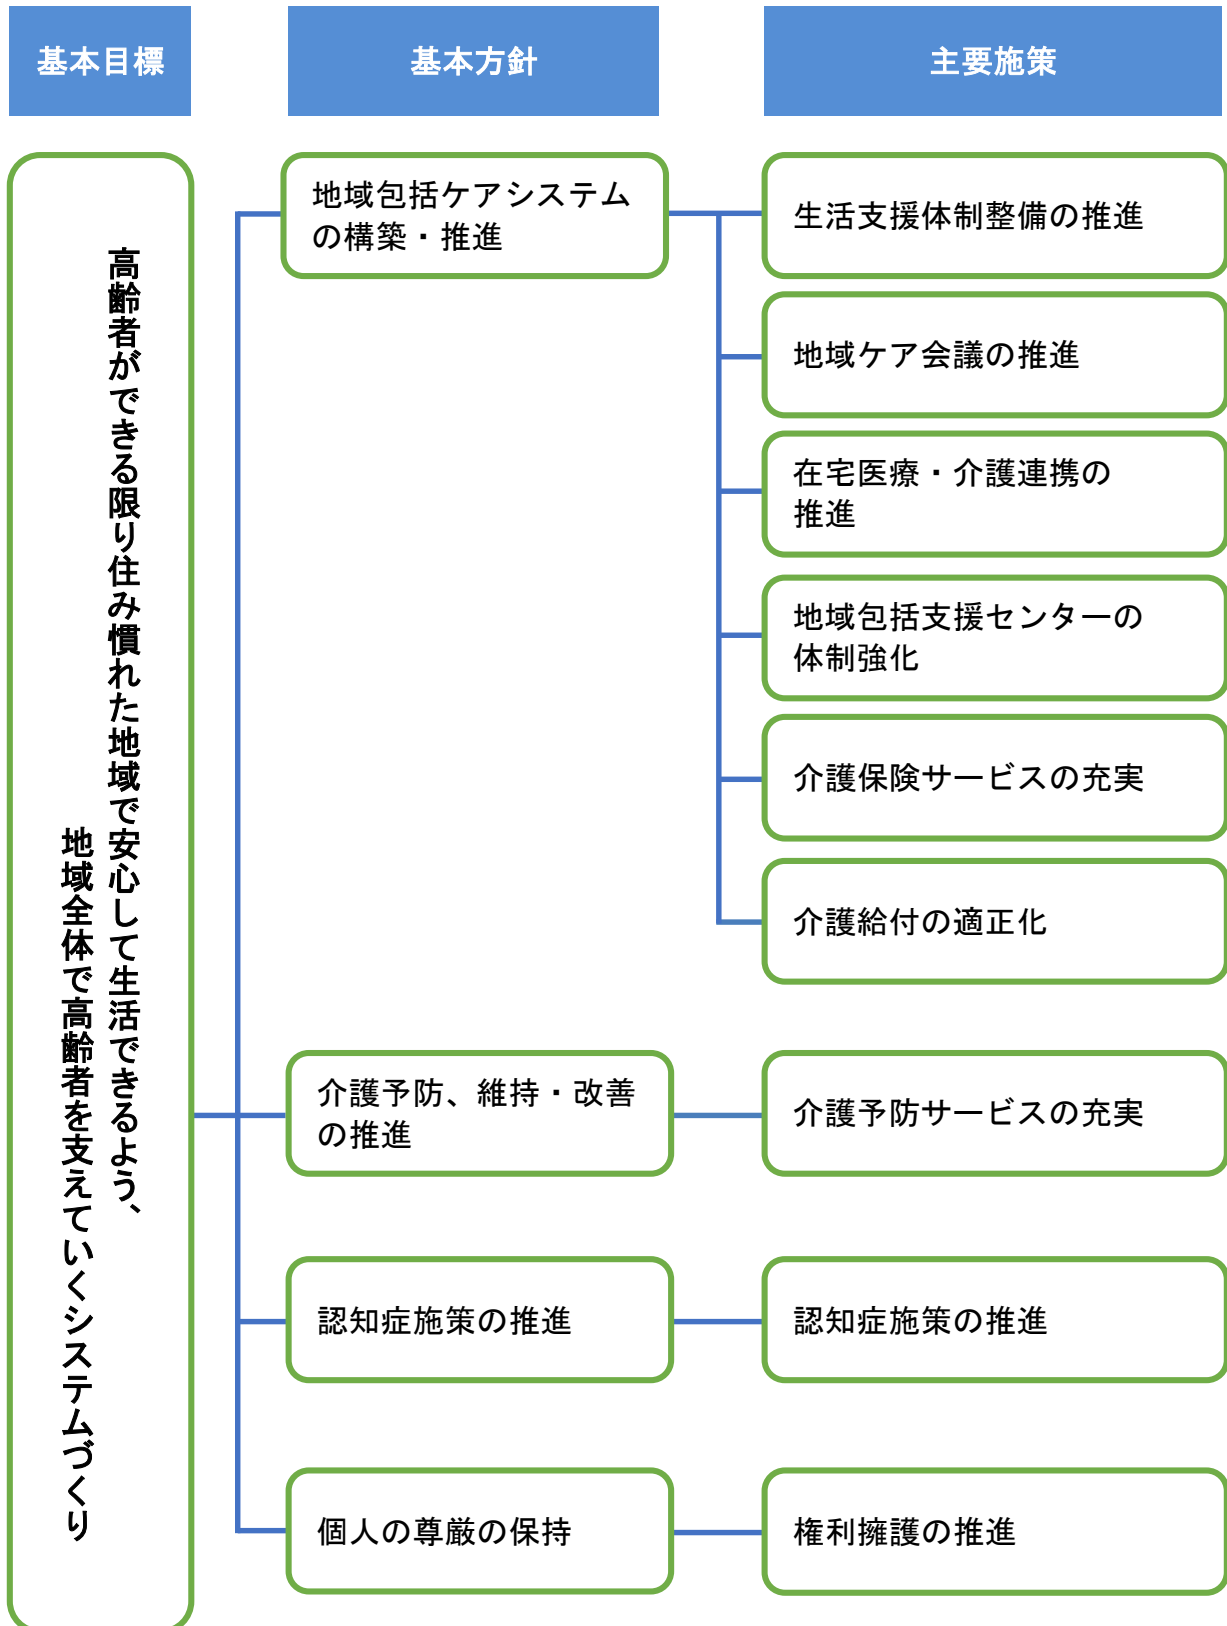 基本目標
基本方針
主要施策
高齢者ができる限り住み慣れた地域で安心して生活できるよう、
地域全体で高齢者を支えていくシステムづくり
地域包括ケアシステム
の構築・推進
生活支援体制整備の推進
地域ケア会議の推進
在宅医療・介護連携の
推進
地域包括支援センターの
体制強化
介護保険サービスの充実
介護給付の適正化
介護予防、維持・改善
の推進
介護予防サービスの充実
認知症施策の推進
認知症施策の推進
個人の尊厳の保持
権利擁護の推進